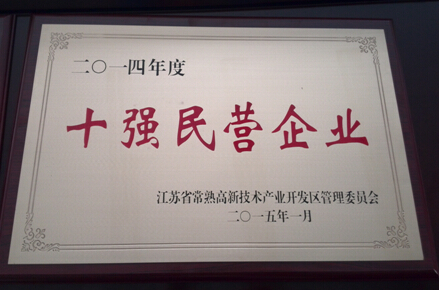 二〇一四年度
十强民营企业
江苏省常熟高新技术产业开发区管理委员会
二〇一五年一月